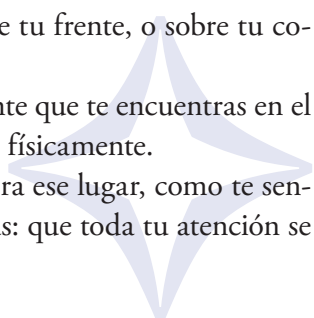 e tu frente, o sobre tu co-
nte que te encuentras en el
físicamente.
ra ese lugar, como te sen-
s: que toda tu atención se